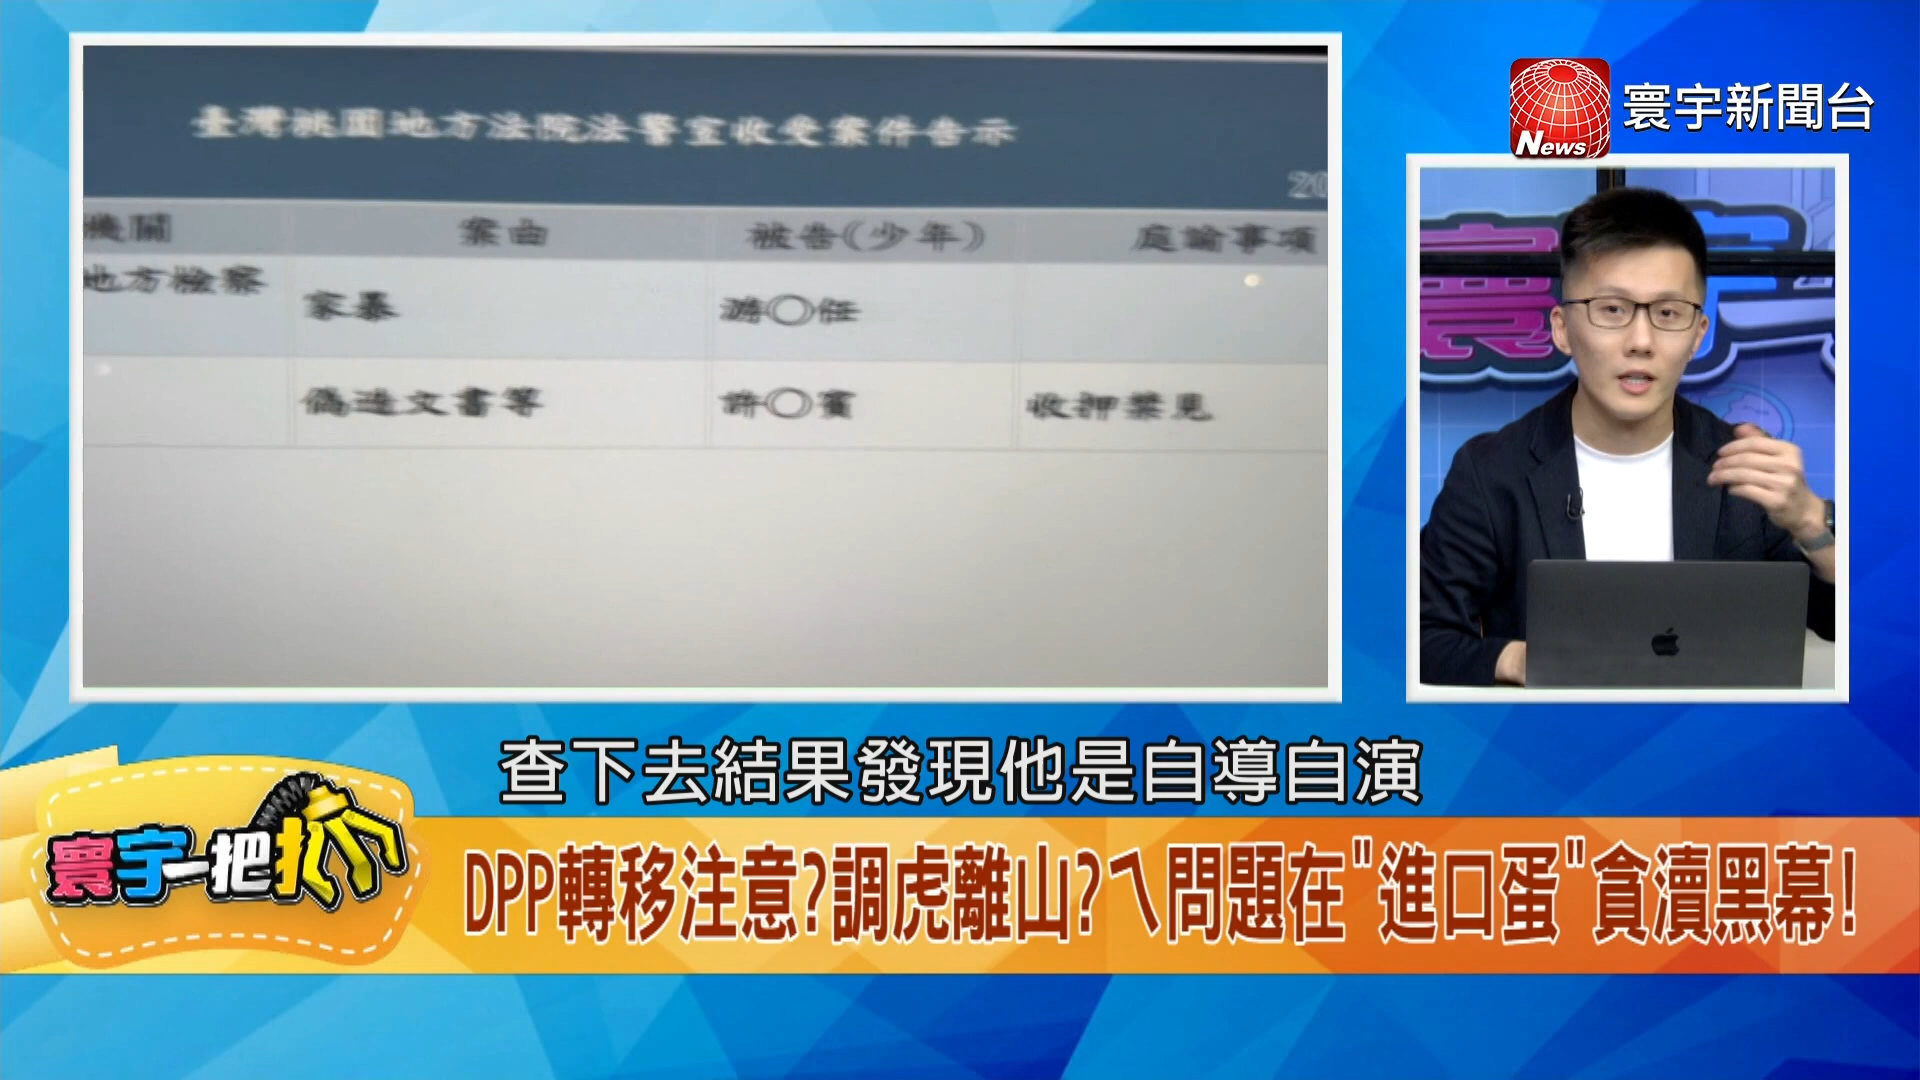 臺灣桃園地方法院法警室收受案件告示
20
機關 案由 被告(少年) 庭諭事項
地方檢察 家暴 游◎任
偽造文書等 許◎賓 收押禁見
寰宇新聞台
News
查下去結果發現他是自導自演
寰宇一把抓
DPP轉移注意?調虎離山?ㄟ問題在"進口蛋"貪瀆黑幕!